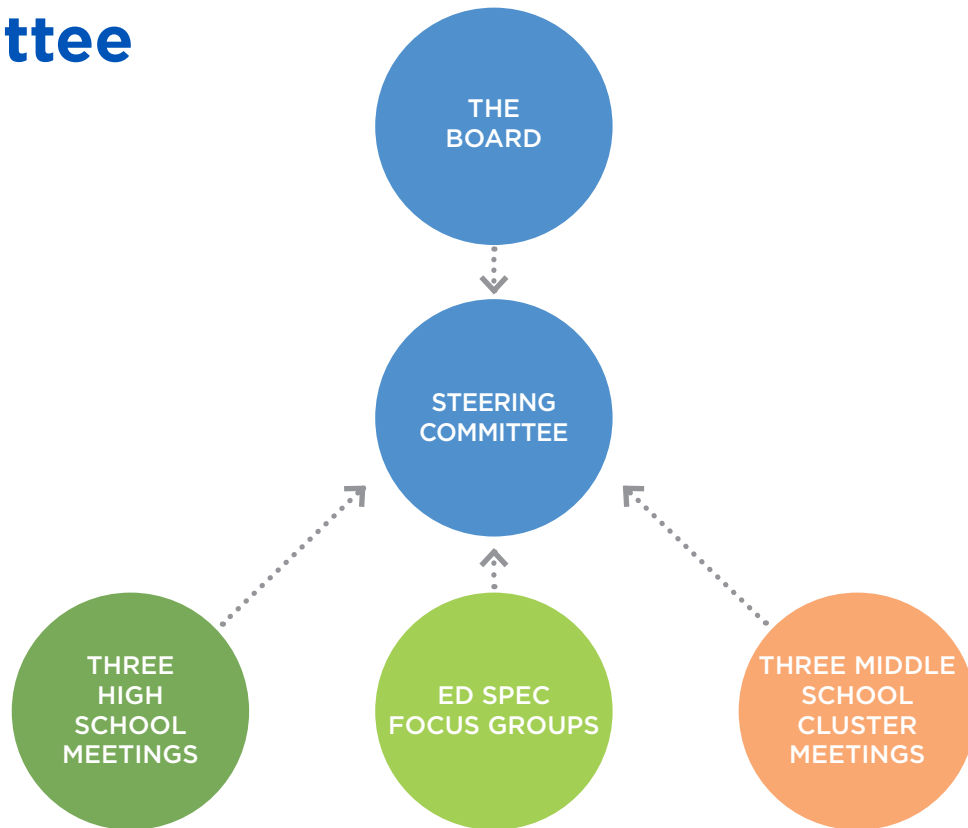 ttee
THE
BOARD
STEERING
COMMITTEE
THREE
HIGH
SCHOOL
MEETINGS
ED SPEC
FOCUS GROUPS
THREE MIDDLE
SCHOOL
CLUSTER
MEETINGS